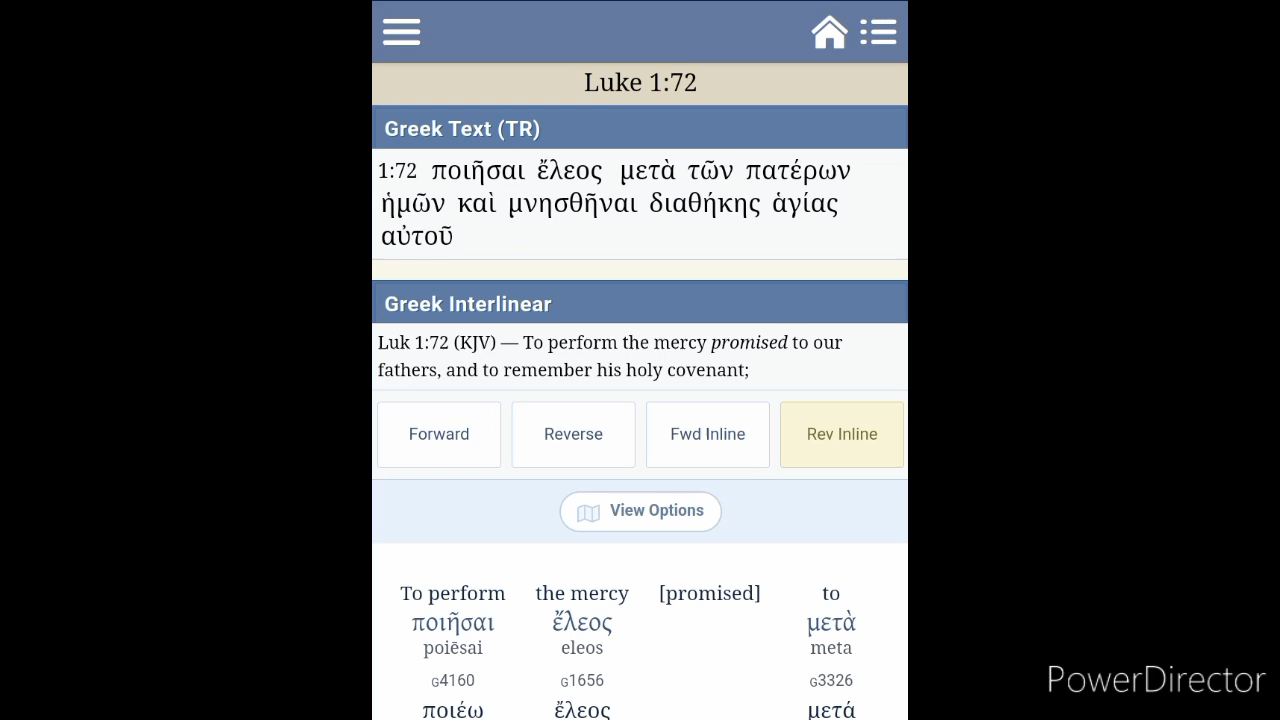 Luke 1:72
Greek Text (TR)
1:72 ποιῆσαι ἔλεος μετὰ τῶν πατέρων
ἡμῶν καὶ μνησθῆναι διαθήκης ἁγίας
αὐτοῦ
Greek Interlinear
Luk 1:72 (KJV) — To perform the mercy promised to our
fathers, and to remember his holy covenant;
Forward Reverse Fwd Inline Rev Inline
View Options
To perform the mercy [promised] to
ποιῆσαι ἔλεος μετὰ
poiēsai eleos meta
G4160 G1656 G3326
ποιέω ἔλεος μετά
PowerDirector